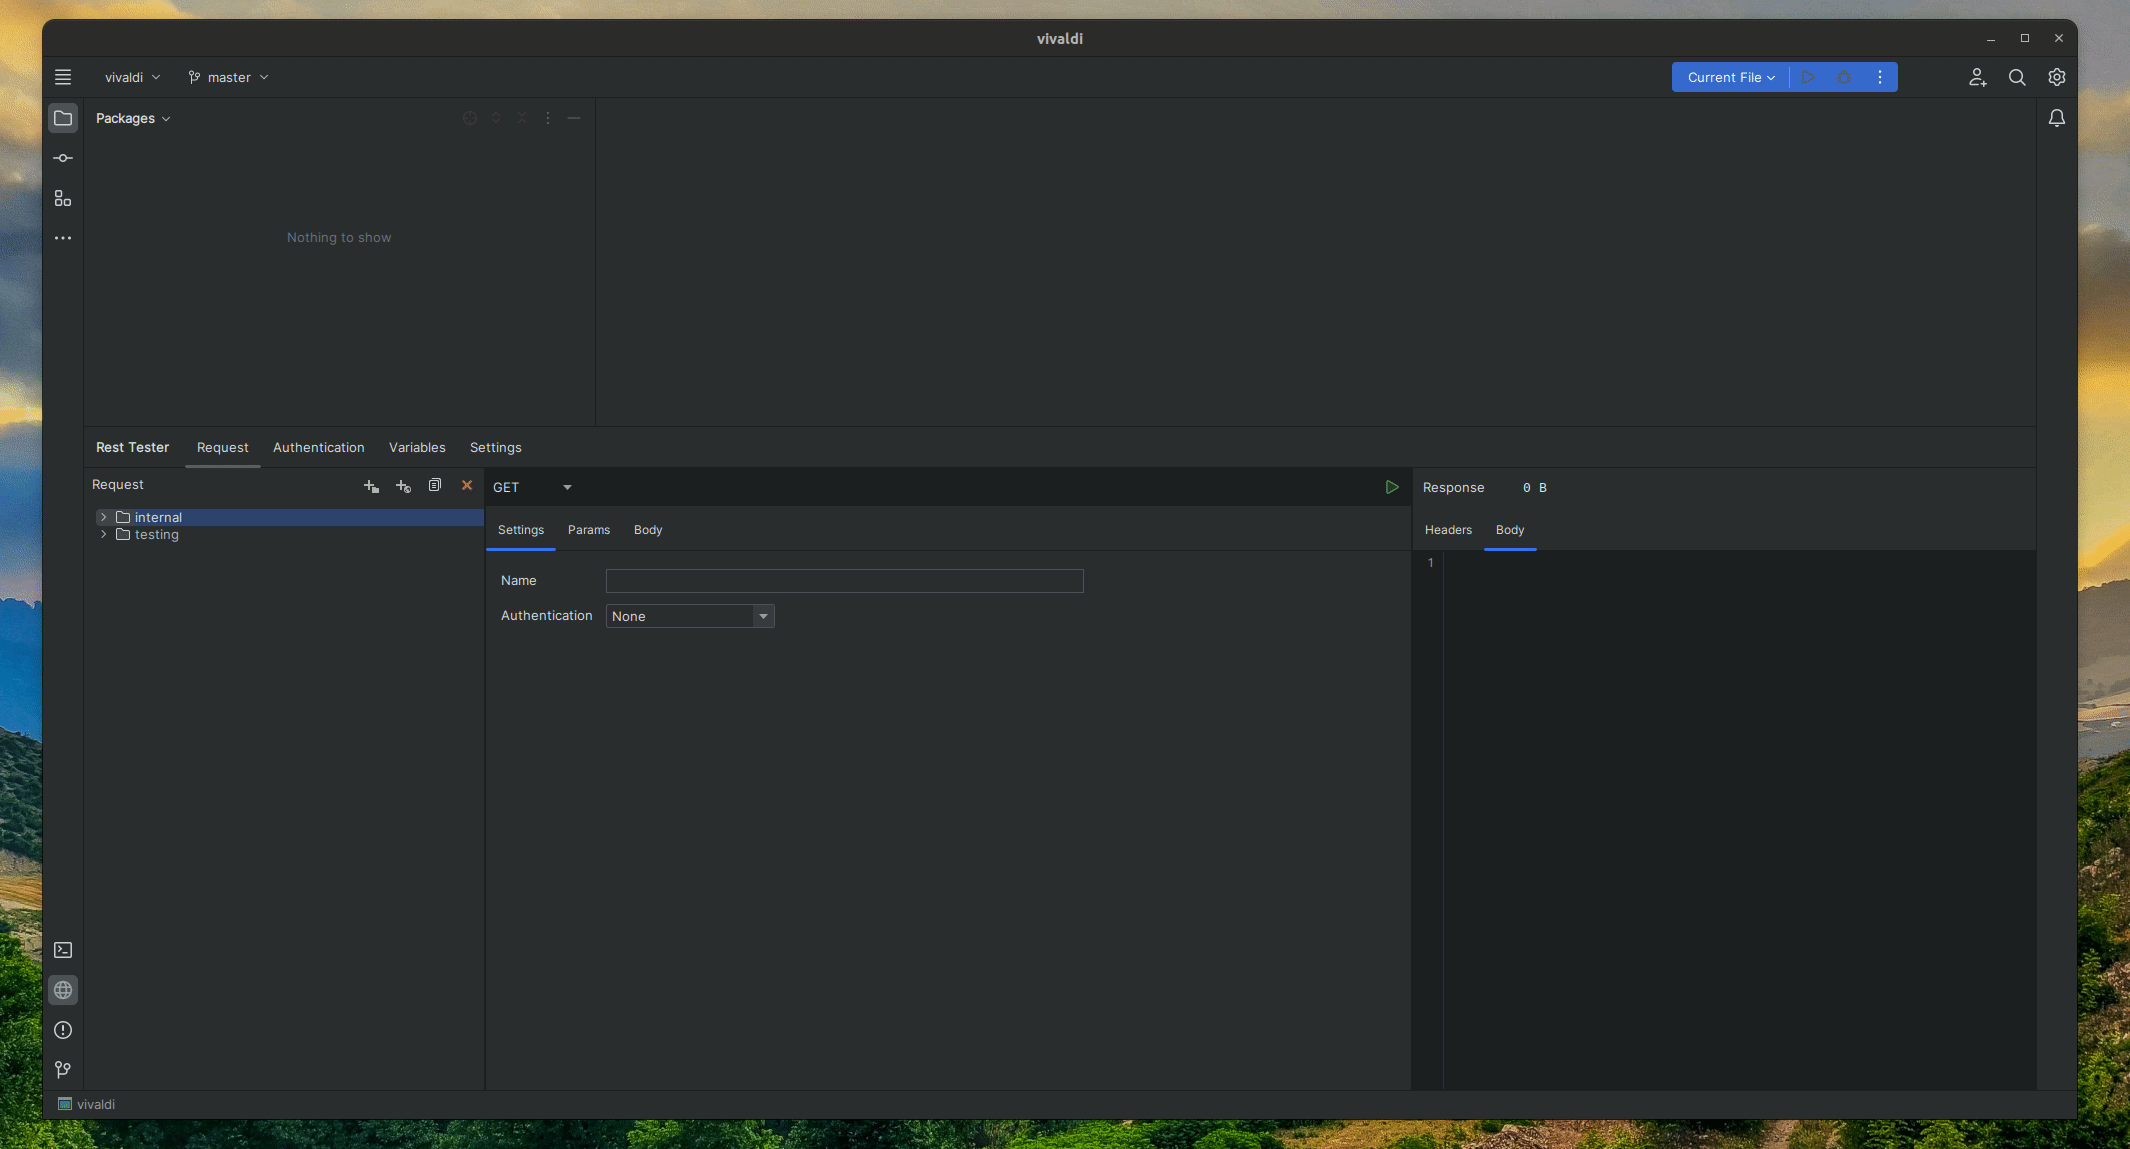 vivaldi
vivaldi
master
Current File
Packages
Nothing to show
Rest Tester
Request
Authentication
Variables
Settings
Request
GET
Response
0 B
internal
testing
Settings
Params
Body
Headers
Body
1
Name
Authentication
None
vivaldi